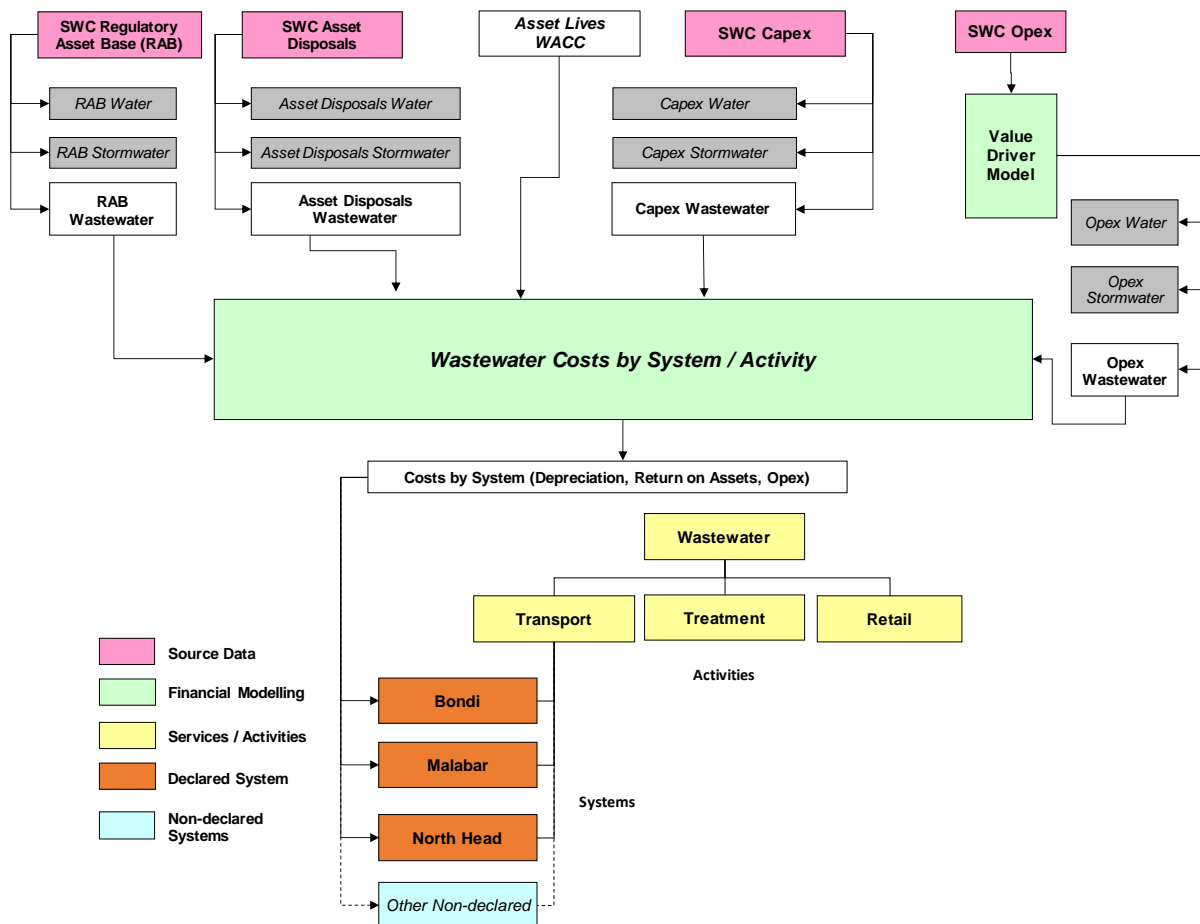 SWC Regulatory
Asset Base (RAB)
SWC Asset
Disposals
Asset Lives
WACC
SWC Capex
SWC Opex
RAB Water
Asset Disposals Water
Capex Water
Value
Driver
Model
RAB Stormwater
Asset Disposals Stormwater
Capex Stormwater
RAB
Wastewater
Asset Disposals
Wastewater
Capex Wastewater
Opex Water
Opex
Stormwater
Wastewater Costs by System / Activity
Opex
Wastewater
Costs by System (Depreciation, Return on Assets, Opex)
Wastewater
Transport
Treatment
Retail
Source Data
Activities
Financial Modelling
Bondi
Services / Activities
Malabar
Declared System
Systems
Non-declared
Systems
North Head
Other Non-declared